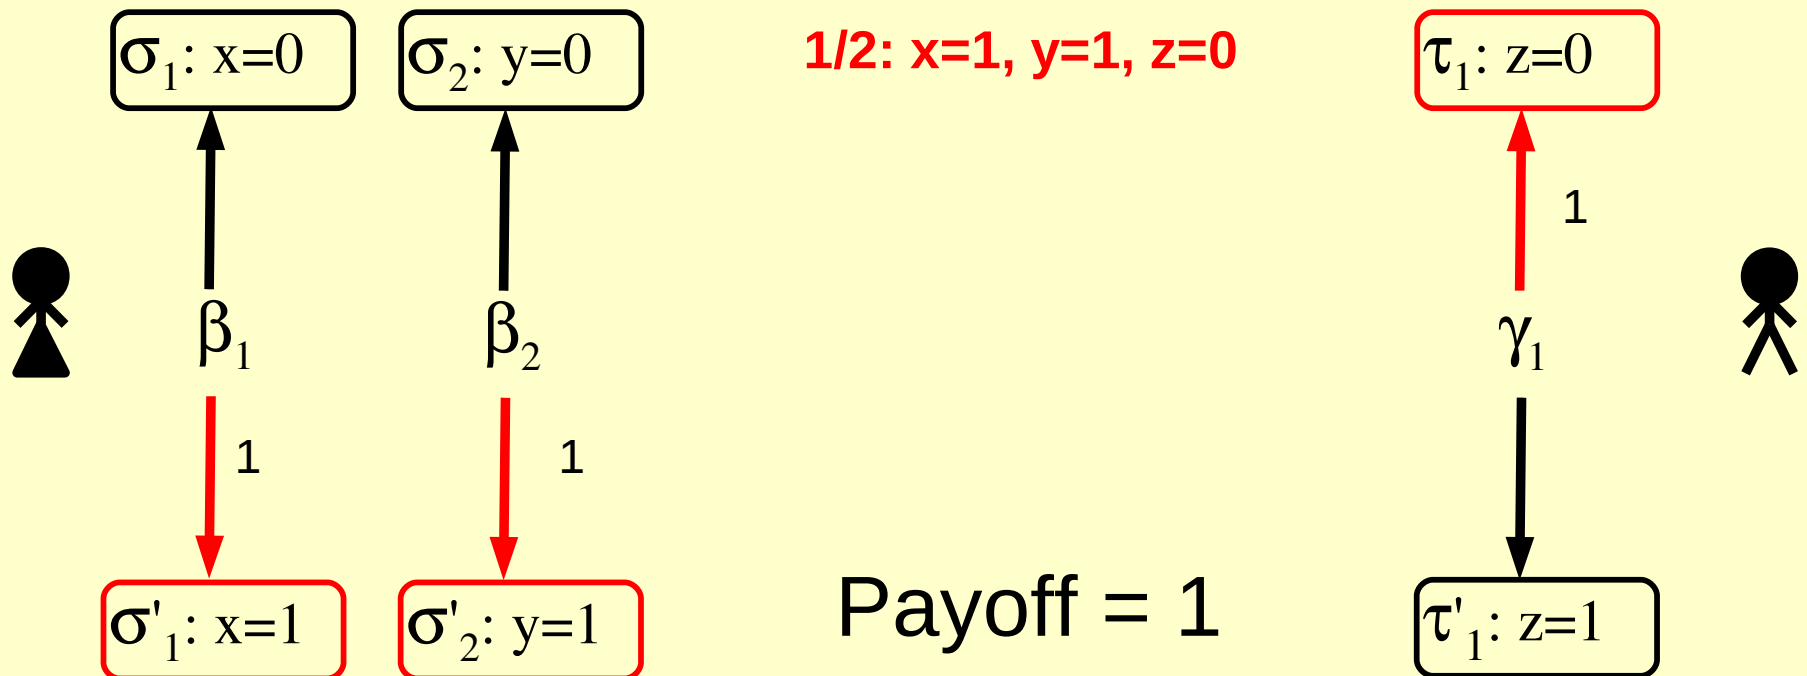 σ₁: x=0
σ₂: y=0
1/2: x=1, y=1, z=0
τ₁: z=0
1
β₁
β₂
γ₁
1
1
Payoff = 1
σ'₁: x=1
σ'₂: y=1
τ'₁: z=1